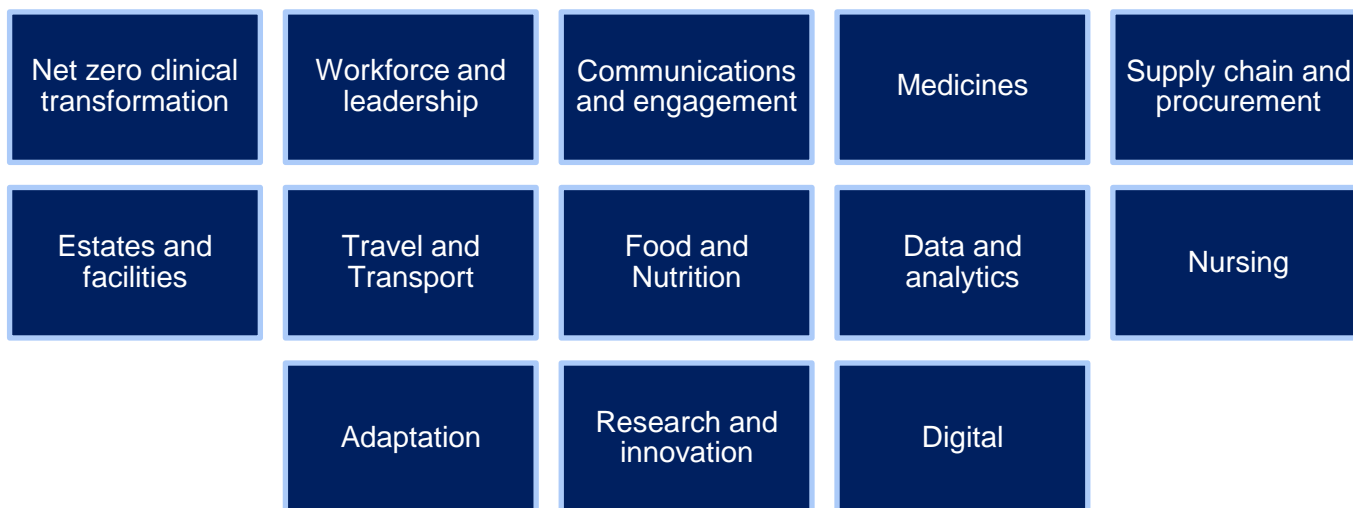 Net zero clinical
transformation
Workforce and
leadership
Communications
and engagement
Medicines
Supply chain and
procurement
Estates and
facilities
Travel and
Transport
Food and
Nutrition
Data and
analytics
Nursing
Adaptation
Research and
innovation
Digital